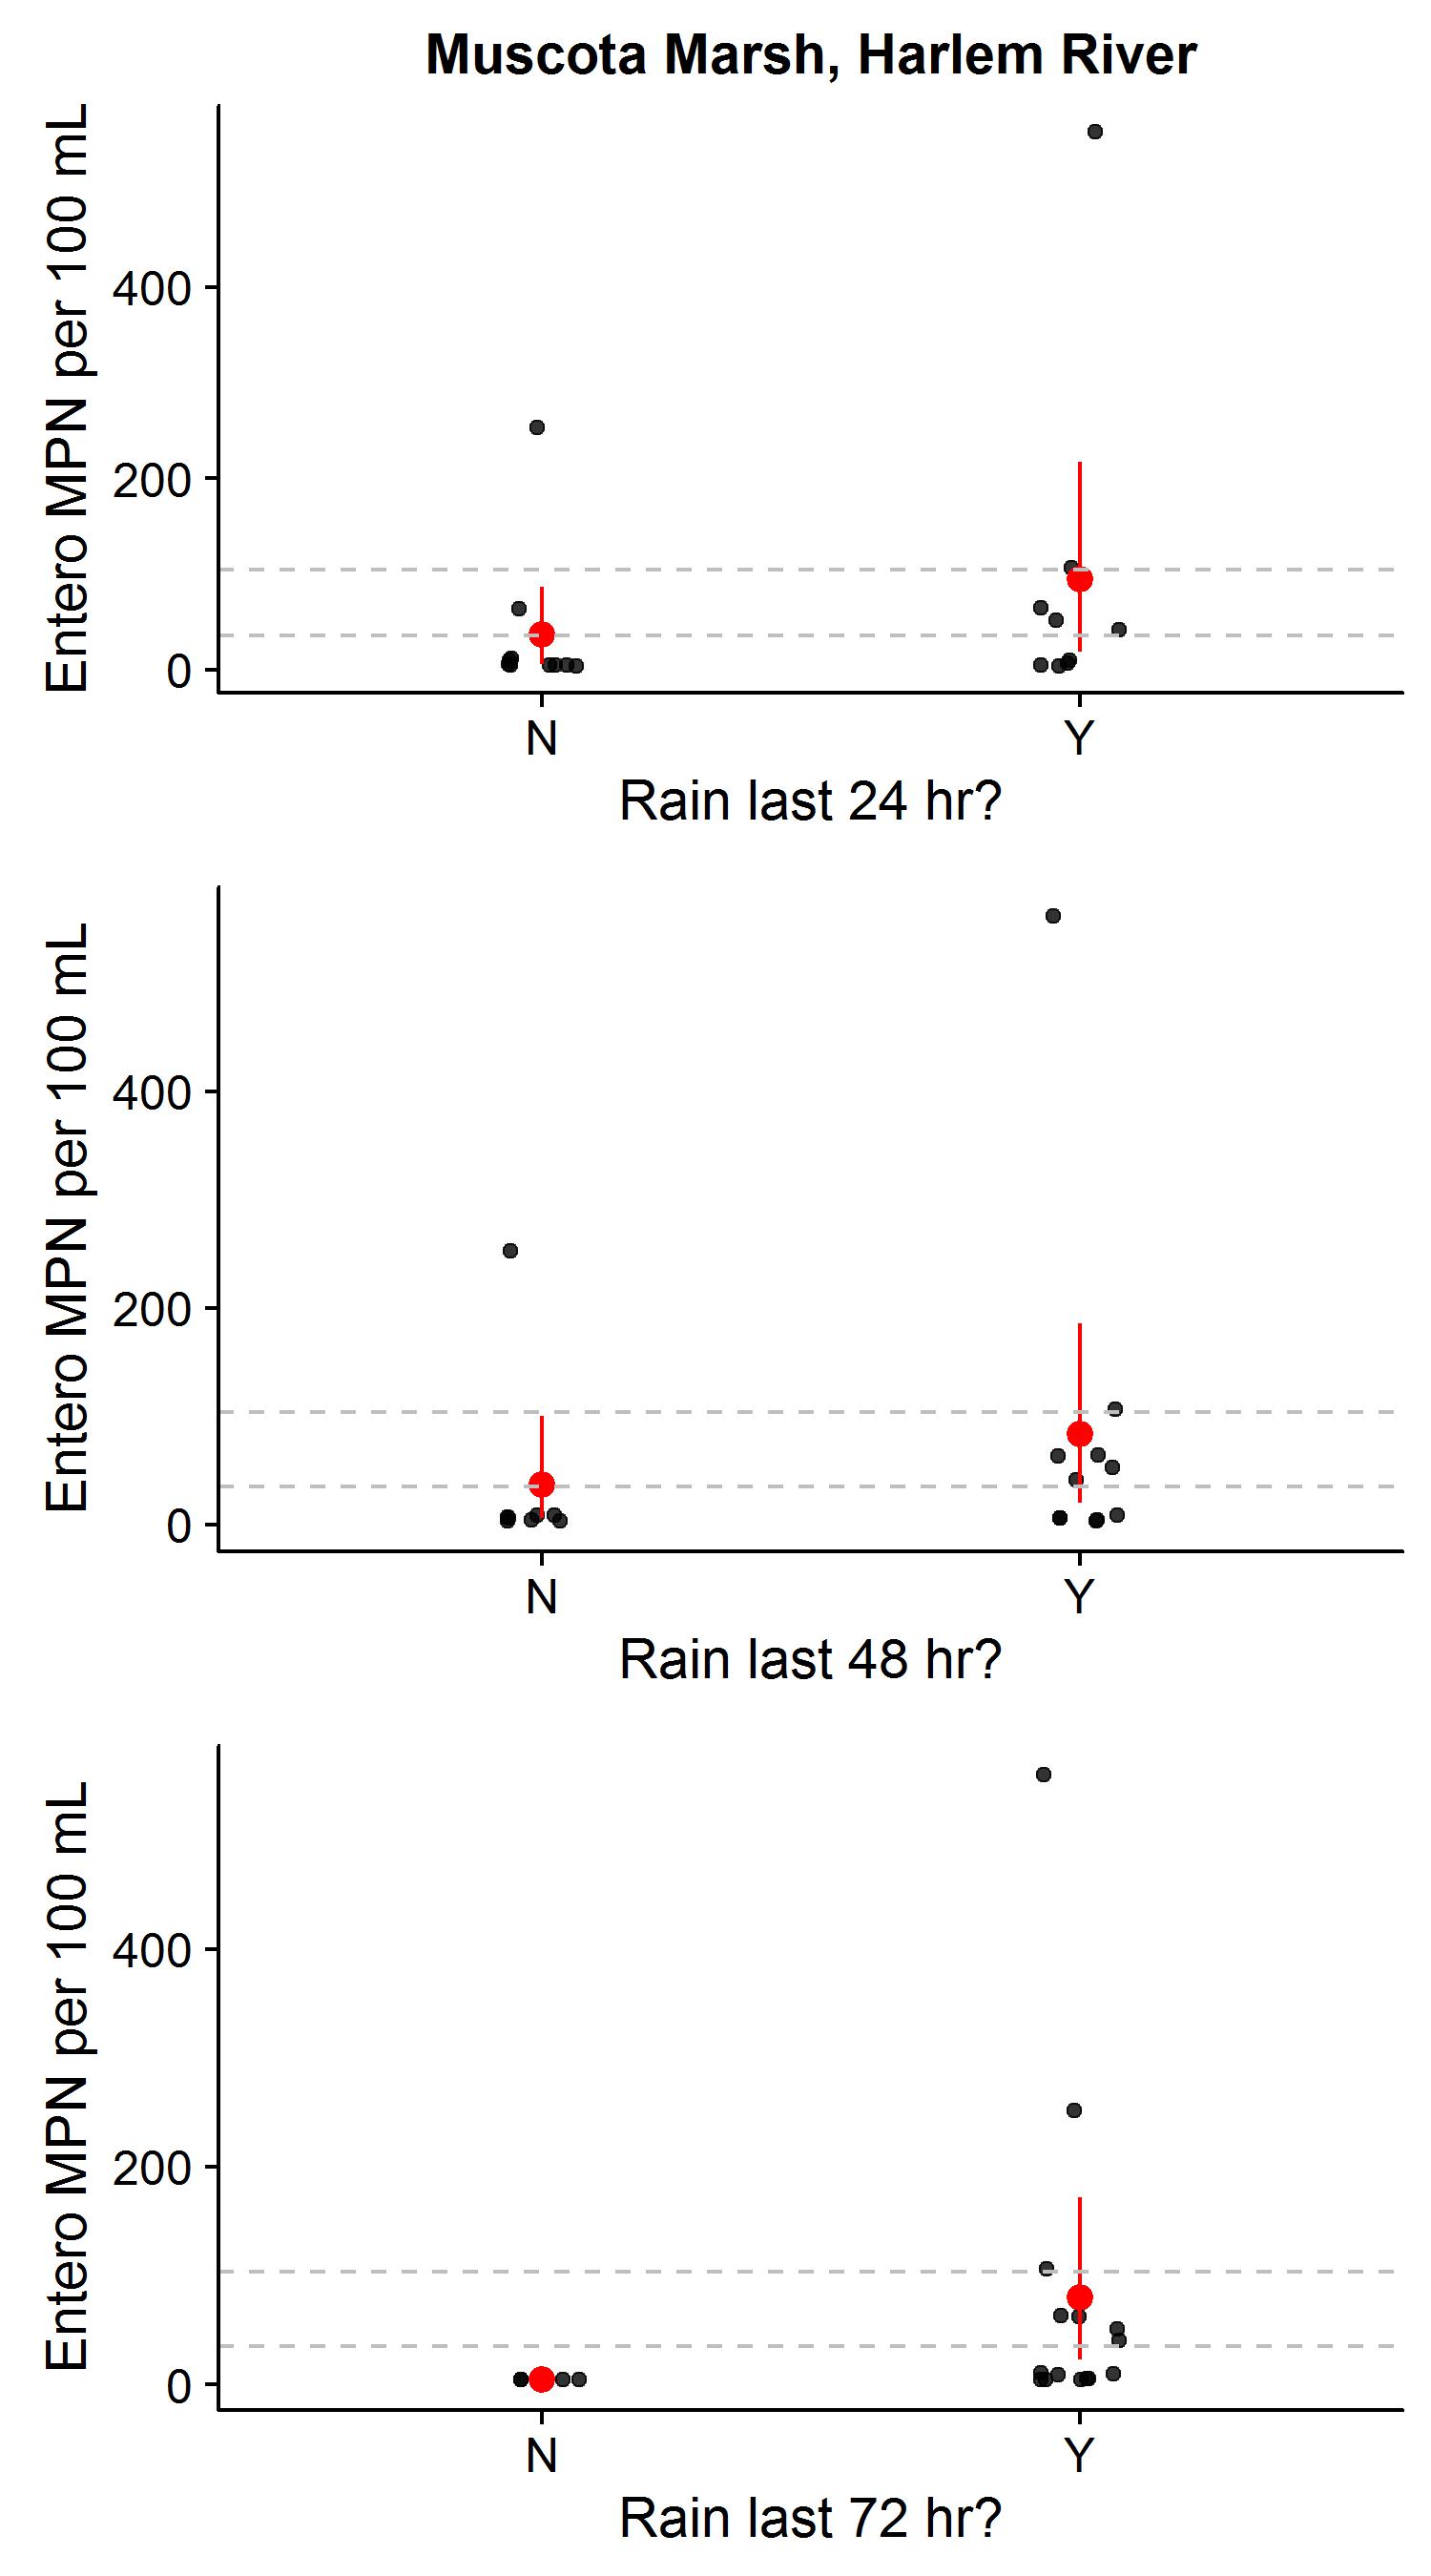 Muscota Marsh, Harlem River
Entero MPN per 100 mL
400
200
0
N Y
Rain last 24 hr?
Entero MPN per 100 mL
400
200
0
N Y
Rain last 48 hr?
Entero MPN per 100 mL
400
200
0
N Y
Rain last 72 hr?